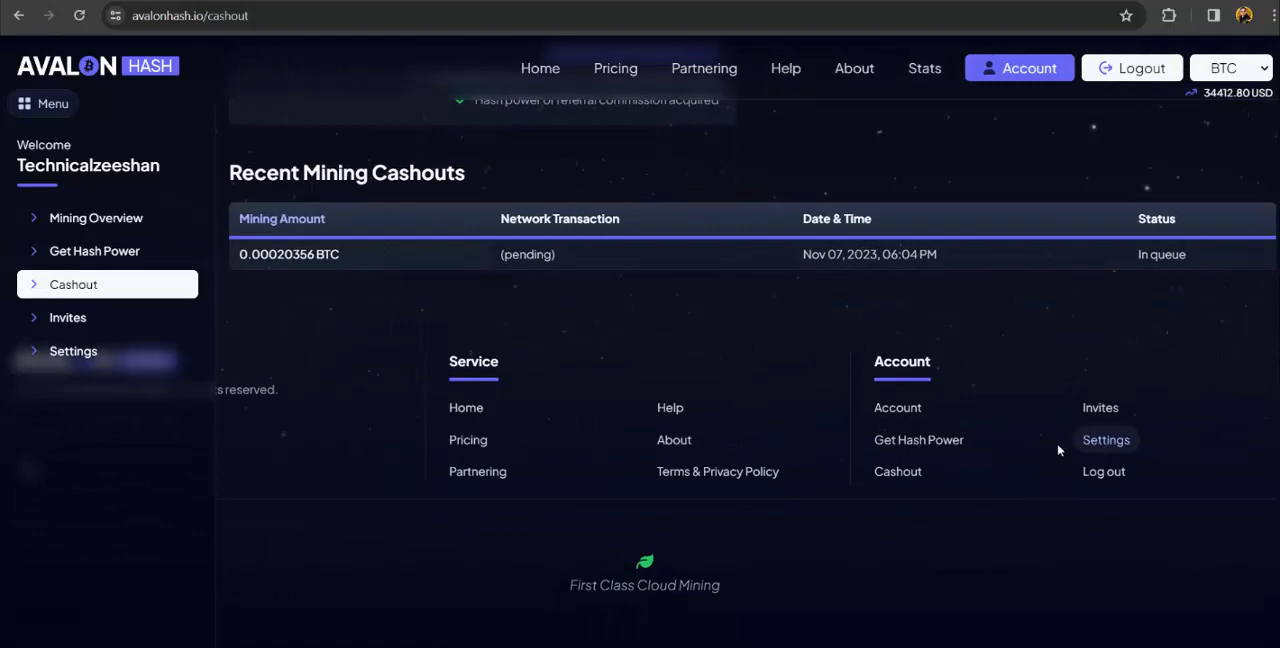 avalonhash.io/cashout
AVALON HASH
Home Pricing Partnering Help About Stats Account Logout BTC
34412.80 USD
Menu
Hash power of referral commission acquired
Welcome
Technicalzeeshan
Mining Overview
Get Hash Power
Cashout
Invites
Settings
Recent Mining Cashouts
Mining Amount Network Transaction Date & Time Status
0.00020356 BTC (pending) Nov 07, 2023, 06:04 PM In queue
s reserved.
Service
Home Help
Pricing About
Partnering Terms & Privacy Policy
Account
Account Invites
Get Hash Power Settings
Cashout Log out
First Class Cloud Mining